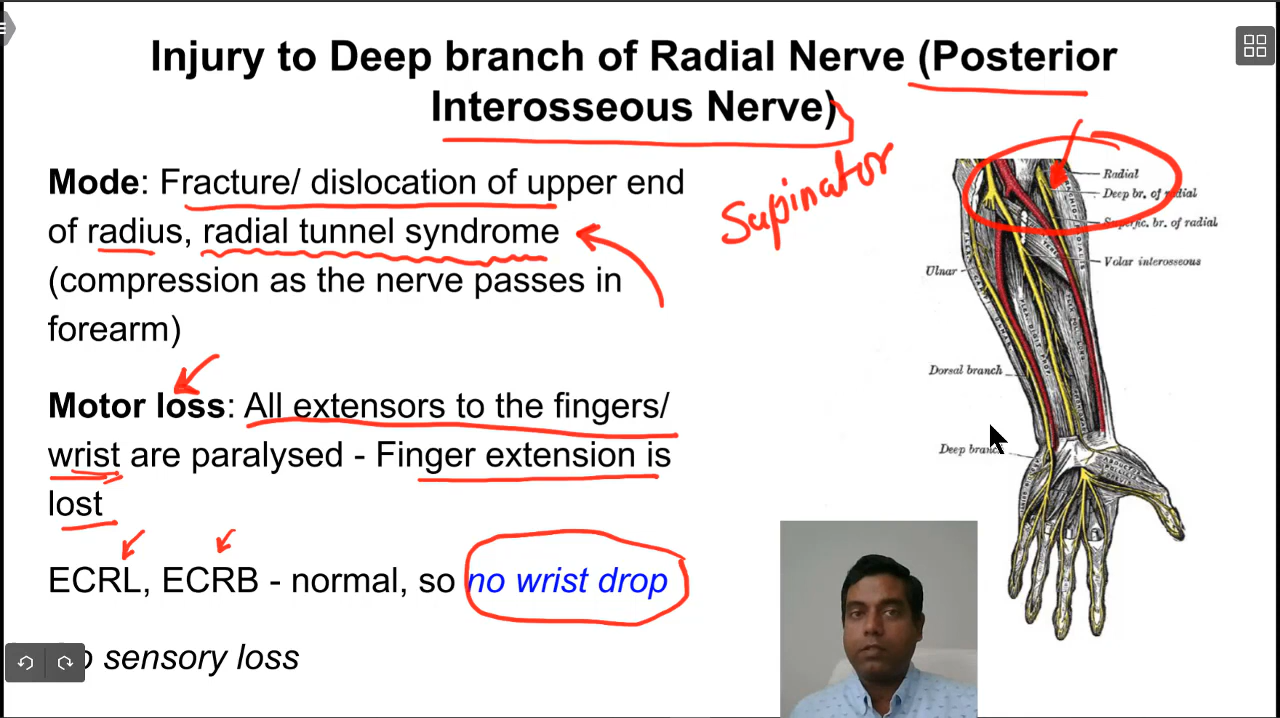 Injury to Deep branch of Radial Nerve (Posterior
Interosseous Nerve)
Supinator
Mode: Fracture/ dislocation of upper end
of radius, radial tunnel syndrome
(compression as the nerve passes in
forearm)
Motor loss: All extensors to the fingers/
wrist are paralysed - Finger extension is
lost
ECRL, ECRB - normal, so no wrist drop
sensory loss
Radial
Deep br. of radial
Superfic. br. of radial
Ulnar
Volar interosseous
Dorsal branch
Deep branch